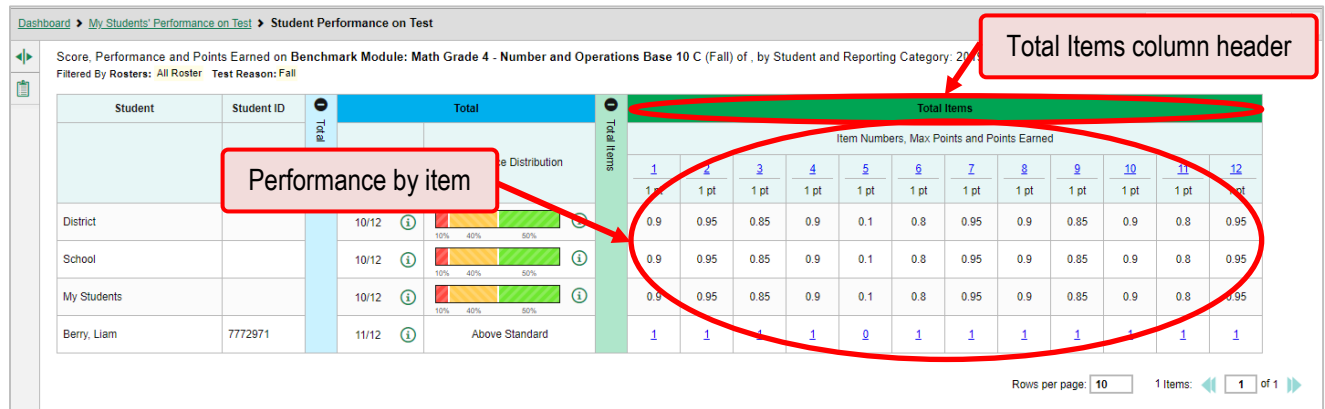 Dashboard > My Students' Performance on Test > Student Performance on Test
Total Items column header
Score, Performance and Points Earned on Benchmark Module: Math Grade 4 - Number and Operations Base 10 C (Fall) of , by Student and Reporting Category:
Filtered By Rosters: All Roster Test Reason: Fall
Student Student ID Total Total Total Items Total Items
Item Numbers, Max Points and Points Earned
Performance by item
Distribution
1 2 3 4 5 6 7 8 9 10 11 12
1 pt 1 pt 1 pt 1 pt 1 pt 1 pt 1 pt 1 pt 1 pt 1 pt 1 pt 1 pt
District 10/12 0.9 0.95 0.85 0.9 0.1 0.8 0.95 0.9 0.85 0.9 0.8 0.95
10% 40% 50%
School 10/12 0.9 0.95 0.85 0.9 0.1 0.8 0.95 0.9 0.85 0.9 0.8 0.95
10% 40% 50%
My Students 10/12 0.9 0.95 0.85 0.9 0.1 0.8 0.95 0.9 0.85 0.9 0.8 0.95
10% 40% 50%
Berry, Liam 7772971 11/12 Above Standard 1 1 1 1 0 1 1 1 1 1 1 1
Rows per page: 10 1 Items: 1 of 1